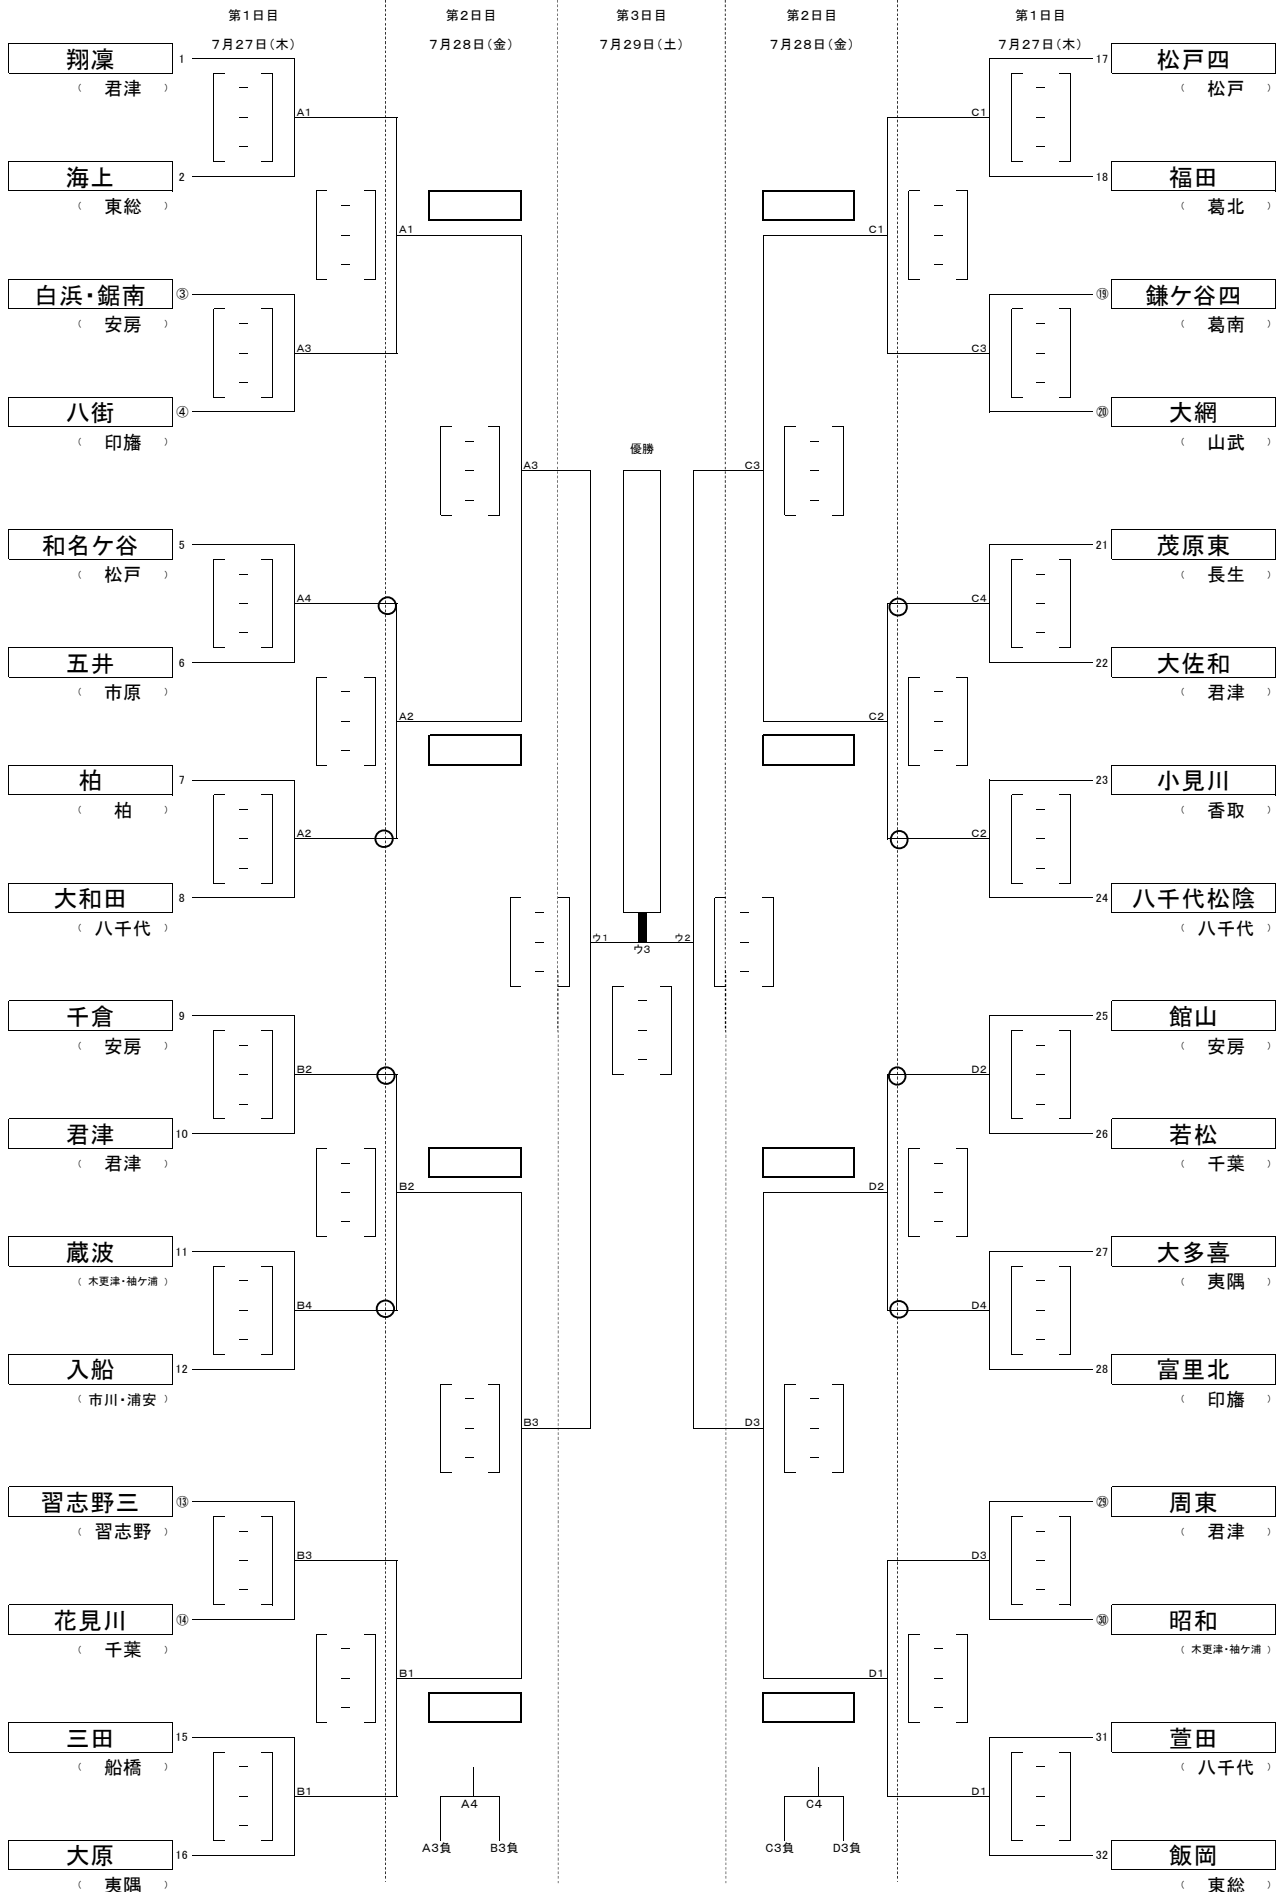 第1日目
第2日目
第3日目
第2日目
第1日目
7月27日(木)
7月28日(金)
7月29日(土)
7月28日(金)
7月27日(木)
翔凜
1
( 君津 )
A1
海上
2
( 東総 )
A1
白浜・鋸南
③
( 安房 )
A3
八街
④
( 印旛 )
A3
和名ケ谷
5
( 松戸 )
A4
五井
6
( 市原 )
A2
柏
7
( 柏 )
A2
大和田
8
( 八千代 )
ウ1
千倉
9
( 安房 )
B2
君津
10
( 君津 )
B2
蔵波
11
( 木更津・袖ケ浦 )
B4
入船
12
( 市川・浦安 )
B3
習志野三
⑬
( 習志野 )
B3
花見川
⑭
( 千葉 )
B1
三田
15
( 船橋 )
B1
大原
16
( 夷隅 )
A4
A3負 B3負
優勝
ウ3
17
松戸四
( 松戸 )
C1
18
福田
( 葛北 )
C1
⑲
鎌ケ谷四
( 葛南 )
C3
⑳
大網
( 山武 )
C3
21
茂原東
( 長生 )
C4
22
大佐和
( 君津 )
C2
23
小見川
( 香取 )
C2
24
八千代松陰
( 八千代 )
ウ2
25
館山
( 安房 )
D2
26
若松
( 千葉 )
D2
27
大多喜
( 夷隅 )
D4
28
富里北
( 印旛 )
D3
㉙
周東
( 君津 )
D3
㉚
昭和
( 木更津・袖ケ浦 )
D1
31
萱田
( 八千代 )
D1
32
飯岡
( 東総 )
C4
C3負 D3負